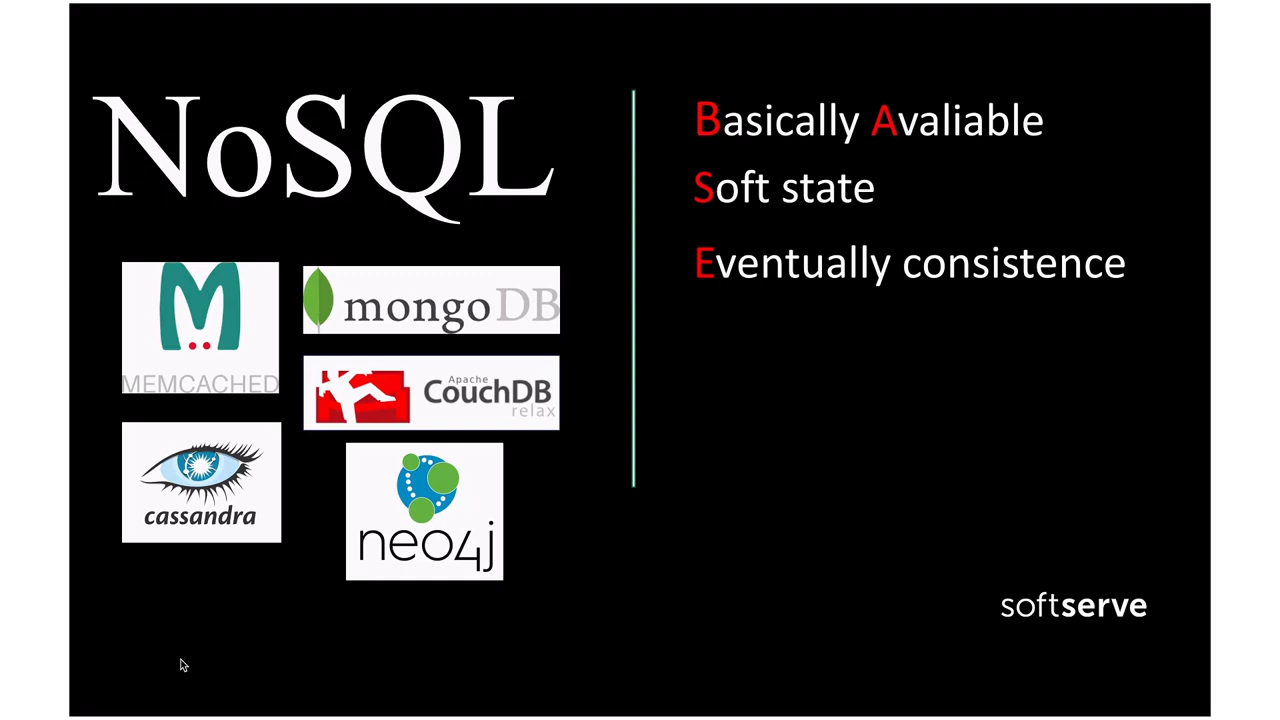 NoSQL
Basically Avaliable
Soft state
Eventually consistence
MEMCACHED
mongoDB
Apache
CouchDB
relax
cassandra
neo4j
softserve